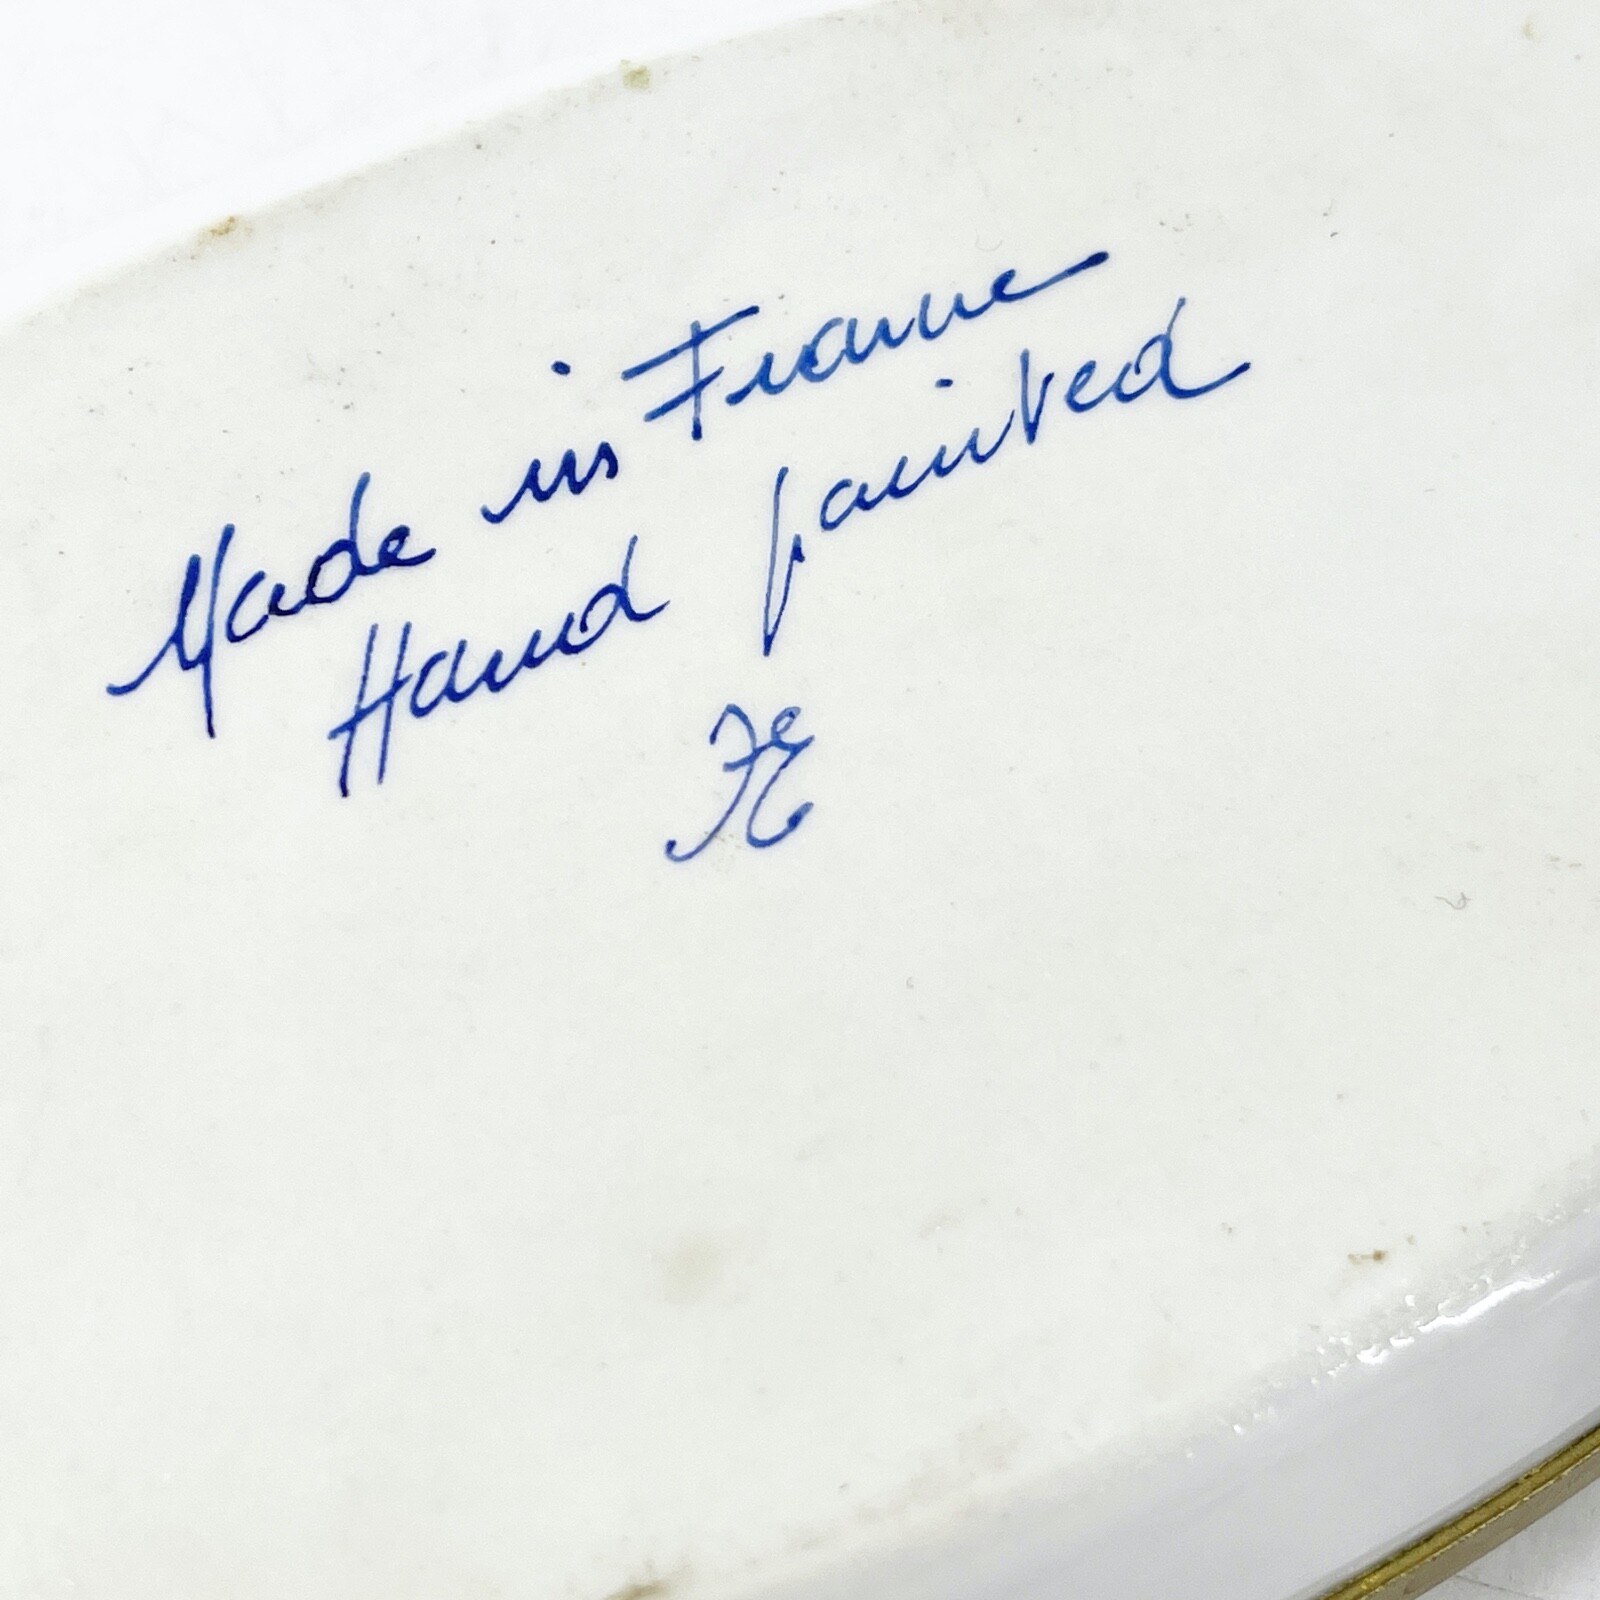 Made in France
Hand painted